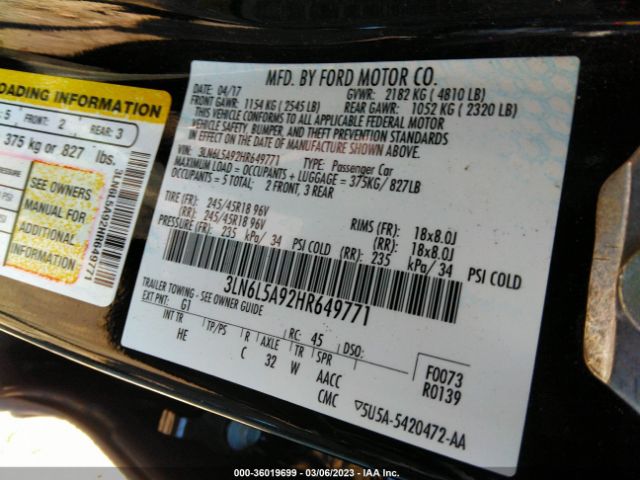 LOADING INFORMATION
5 FRONT: 2 REAR: 3
375 kg or 827 lbs.
SEE OWNERS
MANUAL FOR
ADDITIONAL
INFORMATION
3LN6L5A92HR649771
MFD. BY FORD MOTOR CO.
DATE: 04/17 GVWR: 2182 KG ( 4810 LB)
FRONT GAWR: 1154 KG ( 2545 LB) REAR GAWR: 1052 KG ( 2320 LB)
THIS VEHICLE CONFORMS TO ALL APPLICABLE FEDERAL MOTOR
VEHICLE SAFETY, BUMPER, AND THEFT PREVENTION STANDARDS
IN EFFECT ON THE DATE OF MANUFACTURE SHOWN ABOVE.
VIN: 3LN6L5A92HR649771 TYPE: Passenger Car
MAXIMUM LOAD = OCCUPANTS + LUGGAGE = 375KG/ 827LB
OCCUPANTS = 5 TOTAL: 2 FRONT, 3 REAR
TIRE (FR): 245/45R18 96V RIMS (FR): 18x8.0J
(RR): 245/45R18 96V (RR): 18x8.0J
PRESSURE (FR): 235 kPa/ 34 PSI COLD (RR): 235 kPa/ 34 PSI COLD
3LN6L5A92HR649771
TRAILER TOWING - SEE OWNER GUIDE
EXT PNT: G1 RC: 45 DSO:
INT TR TP/PS R AXLE TR SPR
HE C 32 W AACC
CMC
F0073
R0139
5U5A-5420472-AA
000-36019699 — 03/06/2023 — IAA Inc.